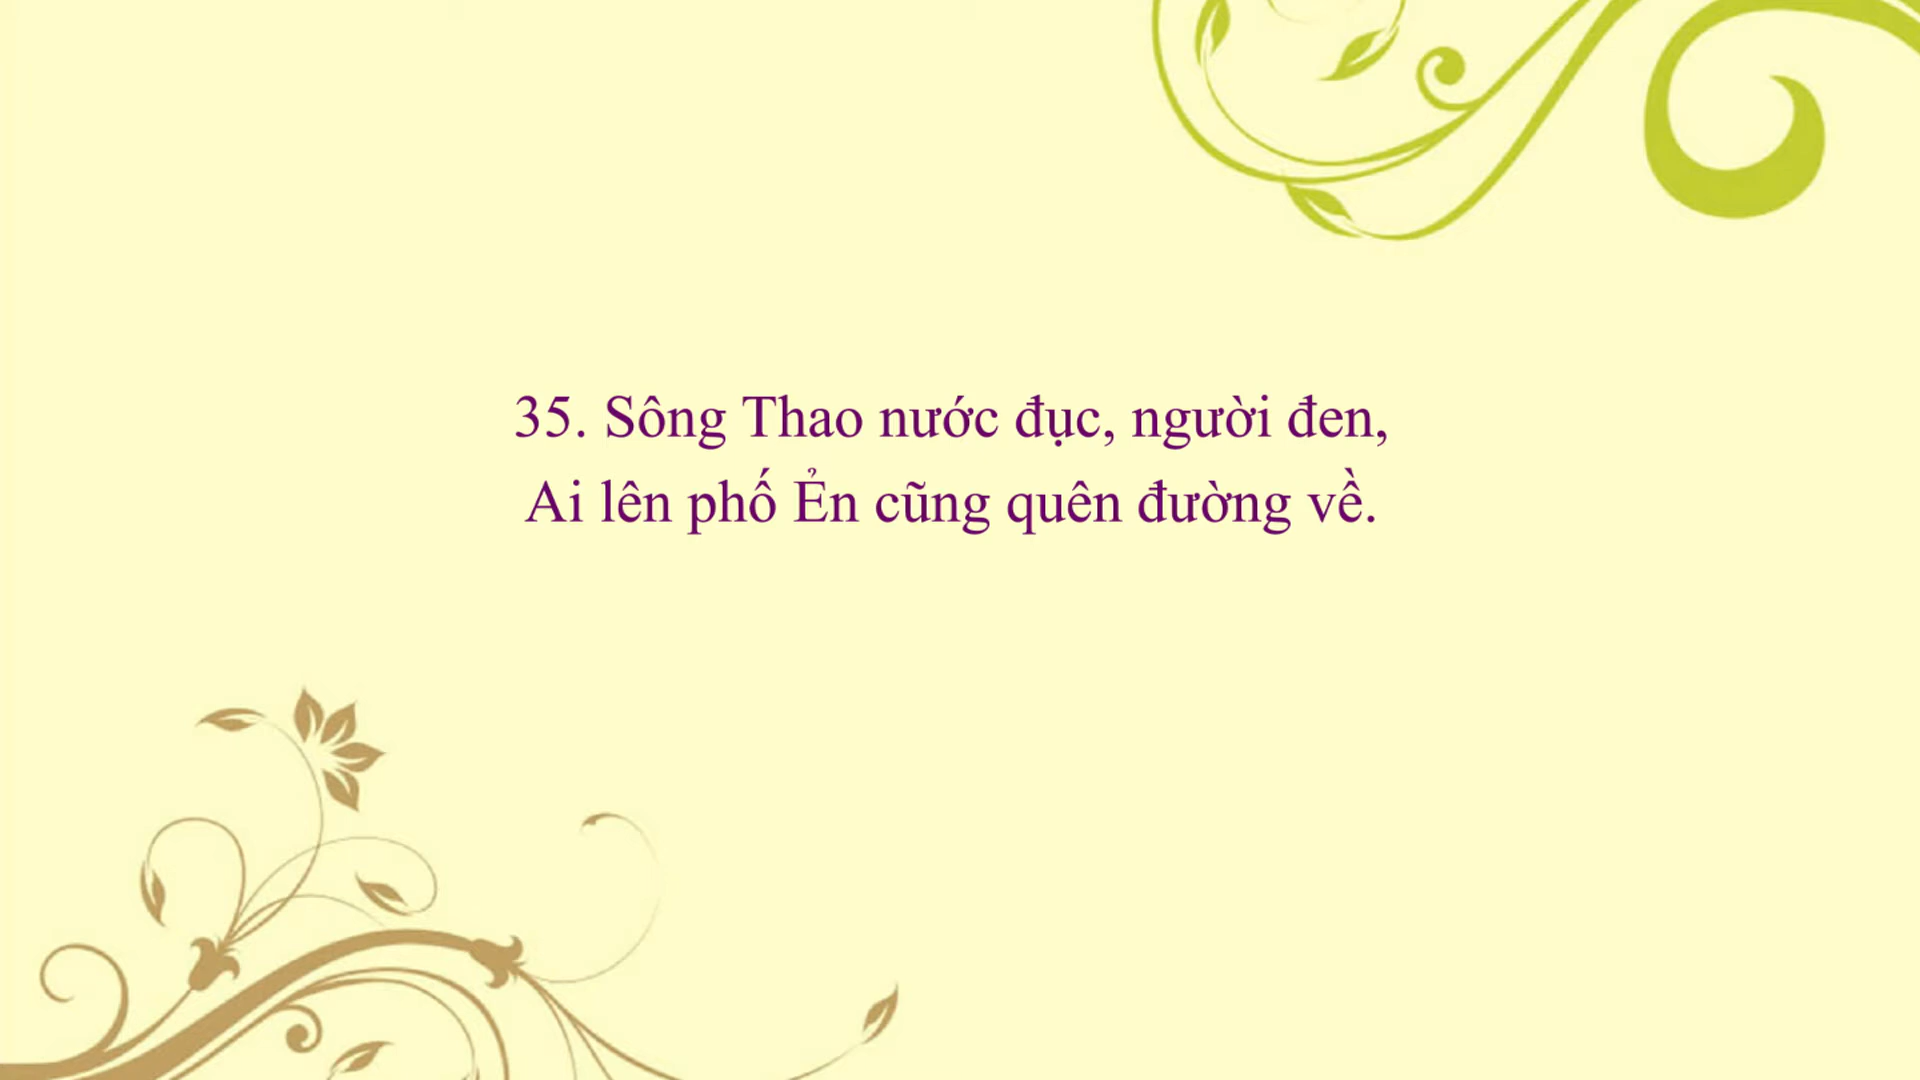 35. Sông Thao nước đục, người đen,
Ai lên phố Ẻn cũng quên đường về.